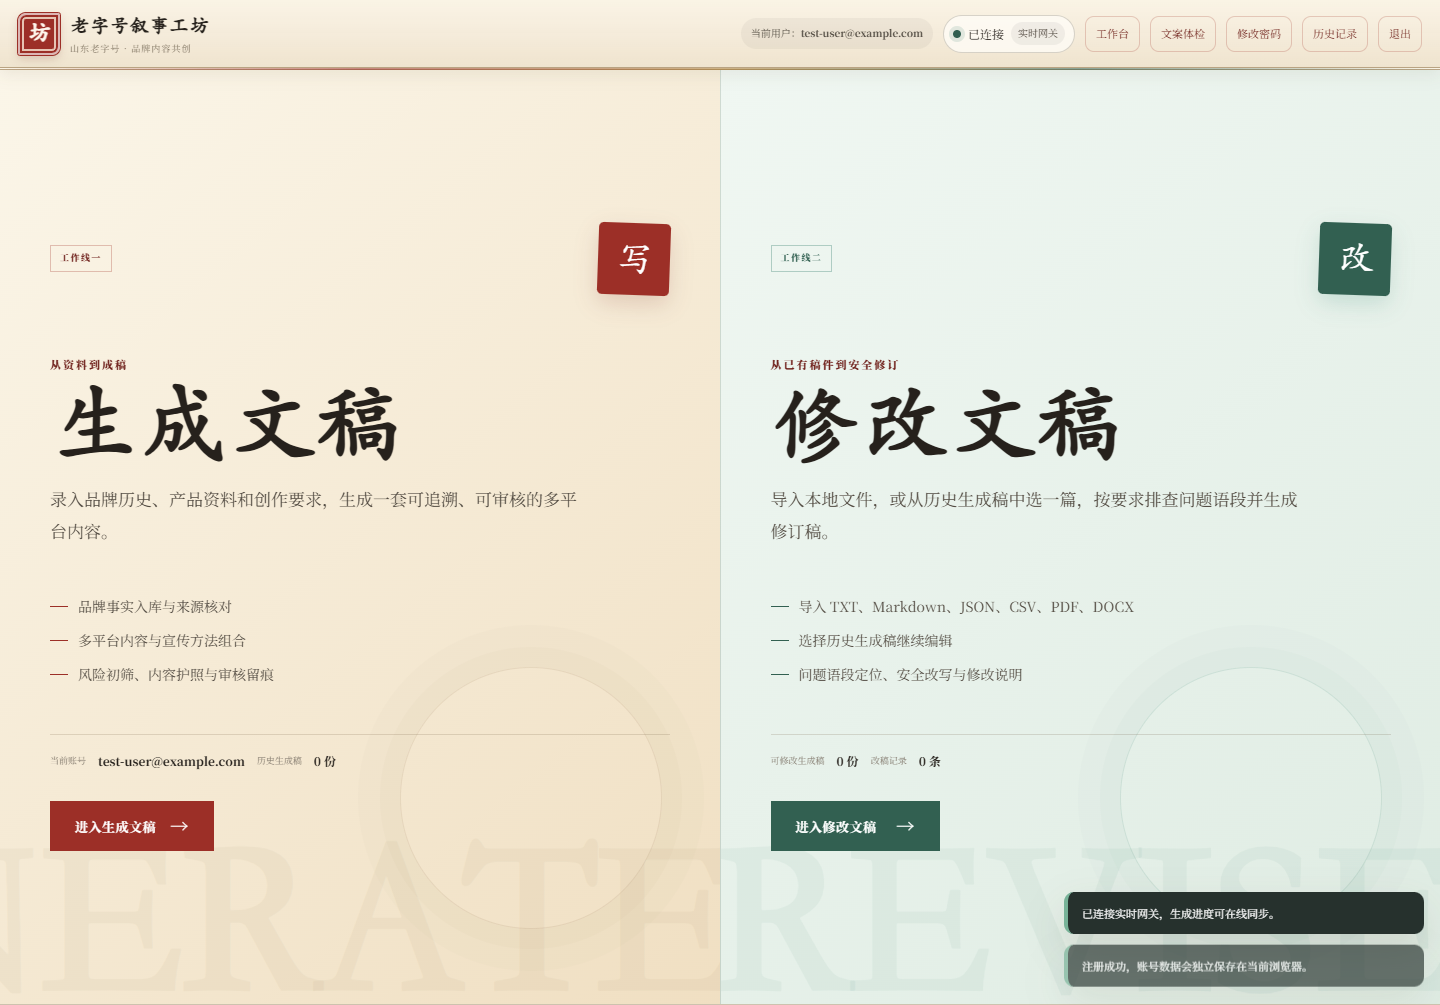 坊
老字号叙事工坊
山东老字号 · 品牌内容共创
当前用户：test-user@example.com
已连接 实时网关
工作台
文案体检
修改密码
历史记录
退出
工作线一
写
从资料到成稿
生成文稿
录入品牌历史、产品资料和创作要求，生成一套可追溯、可审核的多平
台内容。
品牌事实入库与来源核对
多平台内容与宣传方法组合
风险初筛、内容护照与审核留痕
当前账号 test-user@example.com 历史生成稿 0 份
进入生成文稿 →
NERATE
工作线二
改
从已有稿件到安全修订
修改文稿
导入本地文件，或从历史生成稿中选一篇，按要求排查问题语段并生成
修订稿。
导入 TXT、Markdown、JSON、CSV、PDF、DOCX
选择历史生成稿继续编辑
问题语段定位、安全改写与修改说明
可修改生成稿 0 份 改稿记录 0 条
进入修改文稿 →
REVISE
已连接实时网关，生成进度可在线同步。
注册成功，账号数据会独立保存在当前浏览器。